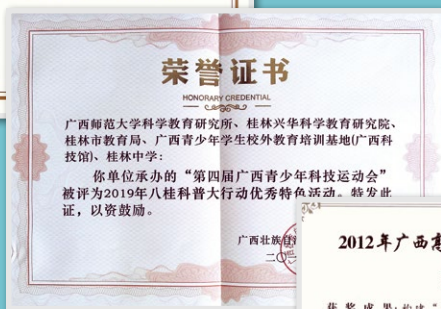 荣誉证书
HONORARY CREDENTIAL
广西师范大学科学教育研究所、桂林兴华科学教育研究院、
桂林市教育局、广西青少年学生校外教育培训基地(广西科
技馆)、桂林中学:
你单位承办的“第四届广西青少年科技运动会”
被评为2019年八桂科普大行动优秀特色活动。特发此
证，以资鼓励。
广西壮族自治
二〇
2012年广西高
获奖成果: